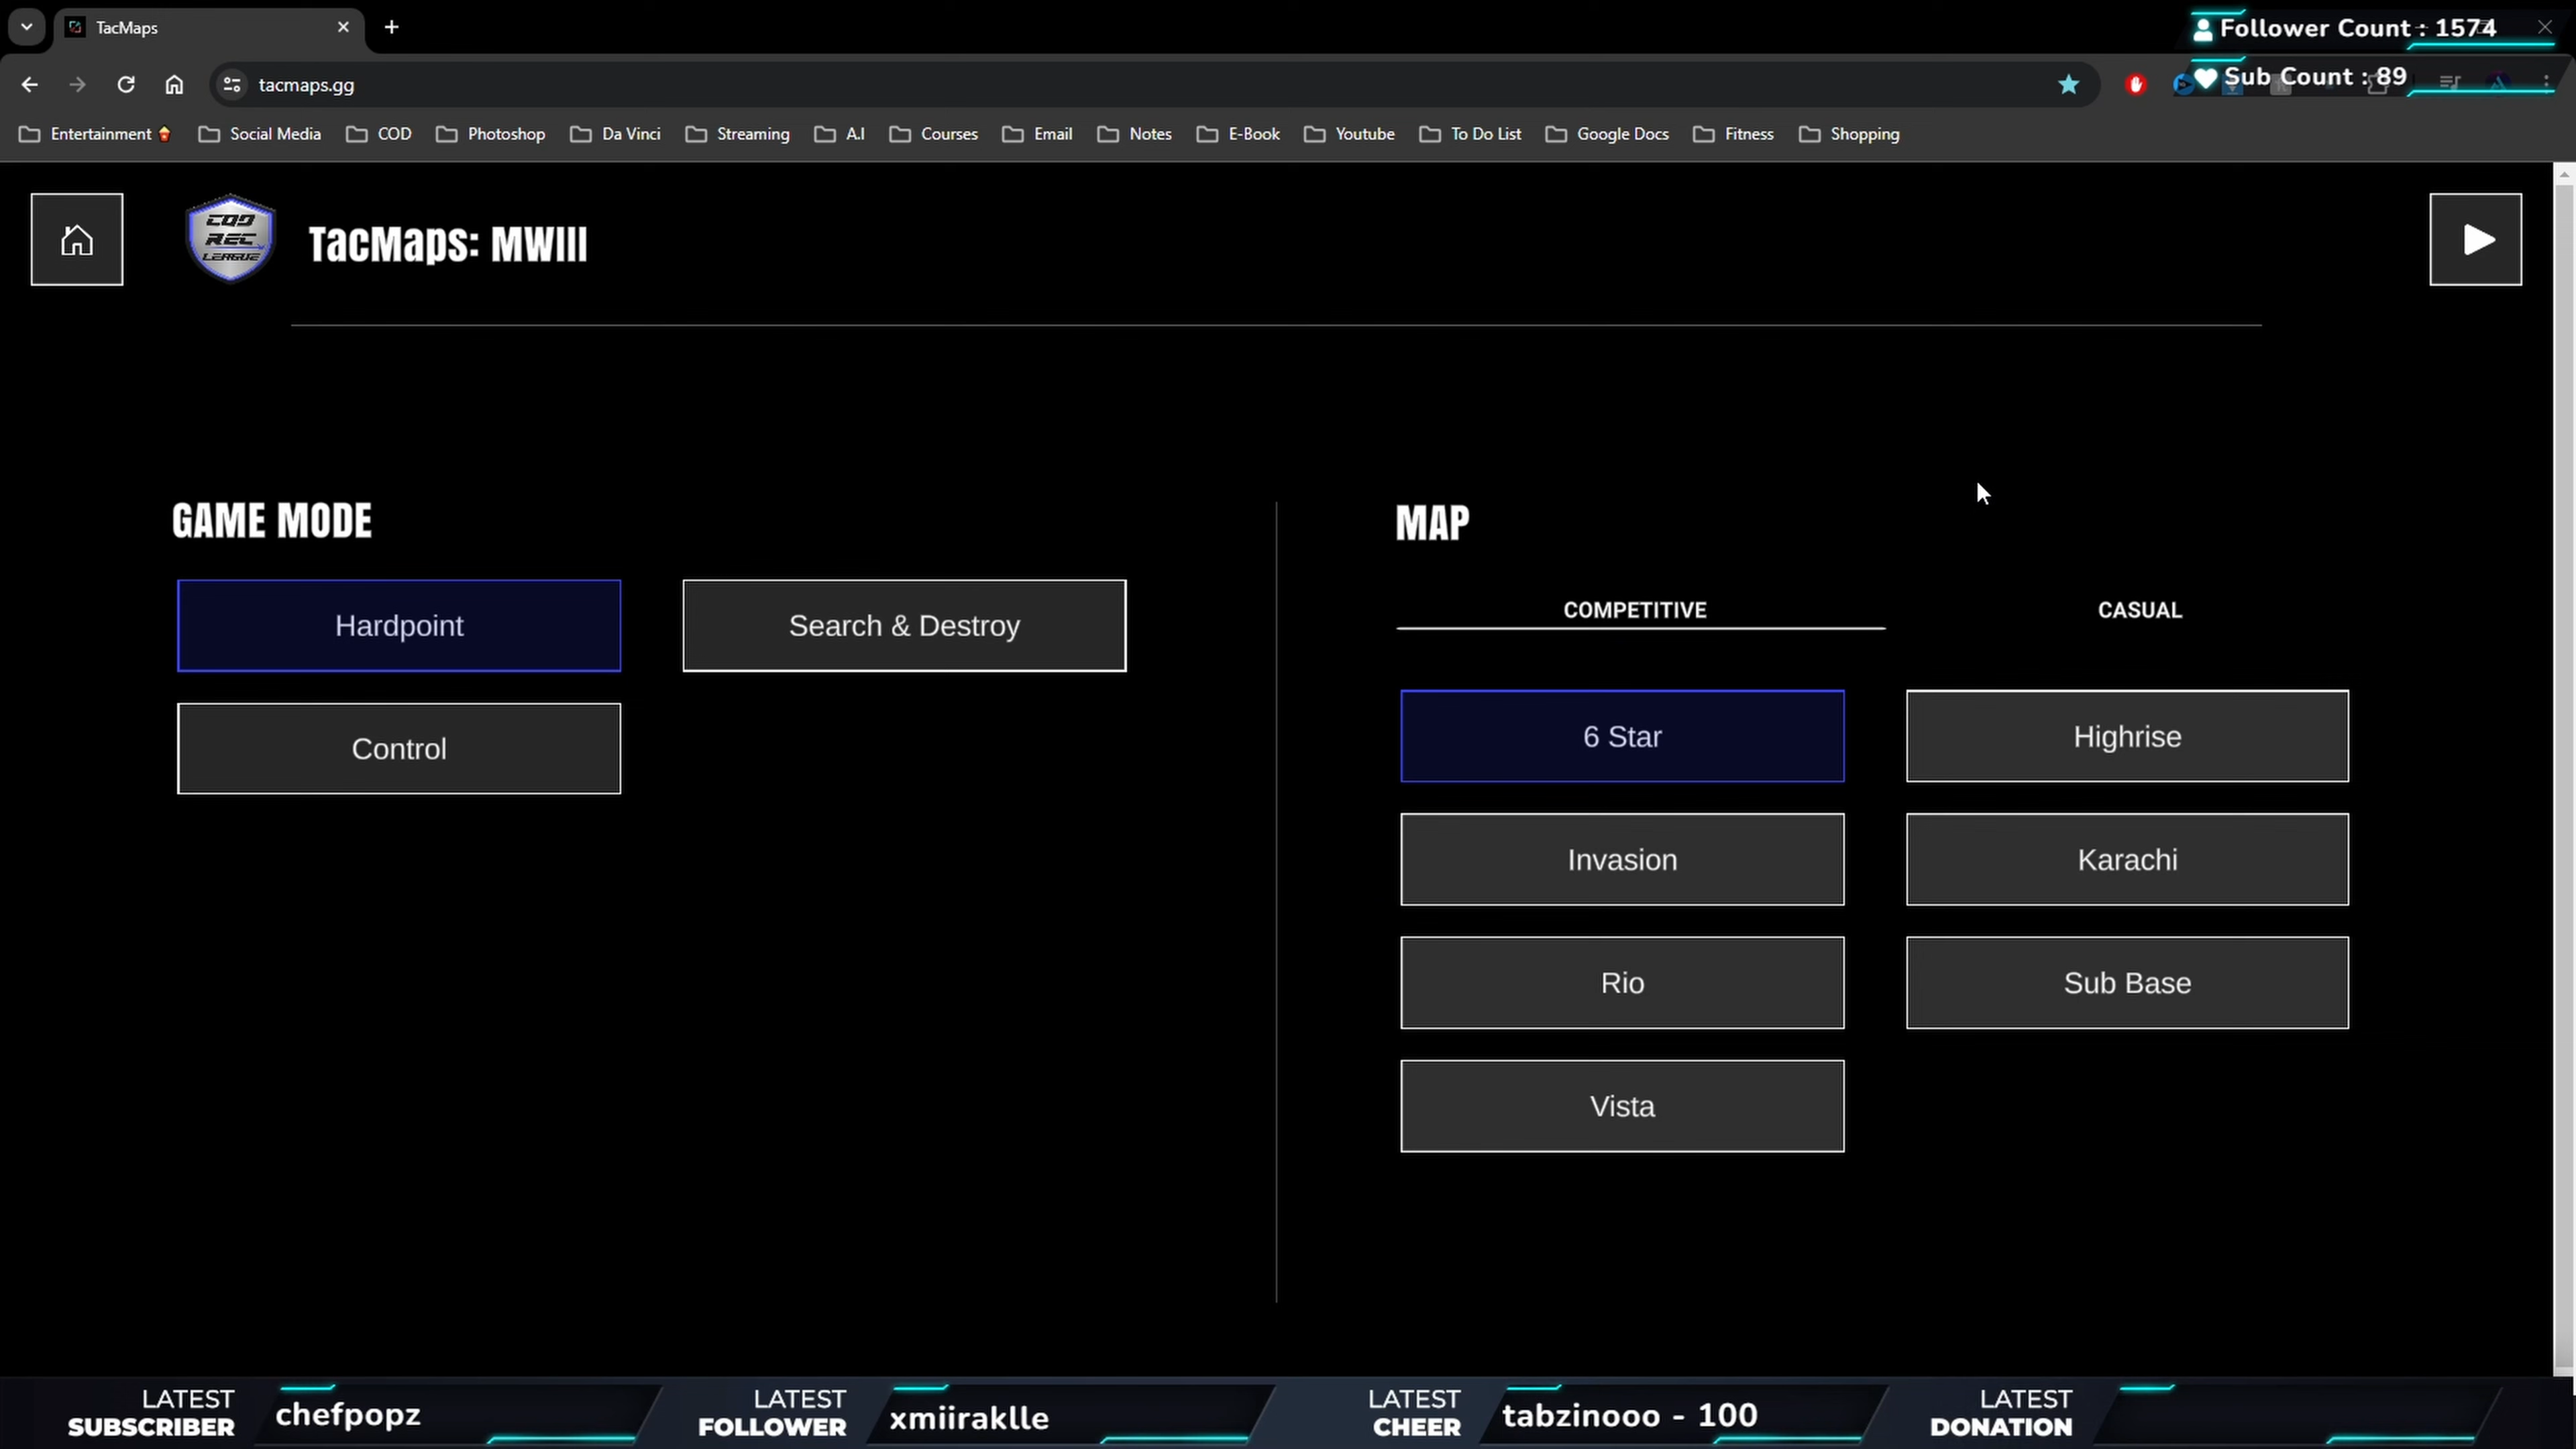 TacMaps
Follower Count : 1574
tacmaps.gg
Sub Count : 89
Entertainment Social Media COD Photoshop Da Vinci Streaming A.I Courses Email Notes E-Book Youtube To Do List Google Docs Fitness Shopping
COD
REC
LEAGUE
TacMaps: MWIII
GAME MODE
Hardpoint
Search & Destroy
Control
MAP
COMPETITIVE
CASUAL
6 Star
Highrise
Invasion
Karachi
Rio
Sub Base
Vista
LATEST
SUBSCRIBER
chefpopz
LATEST
FOLLOWER
xmiiraklle
LATEST
CHEER
tabzinooo - 100
LATEST
DONATION